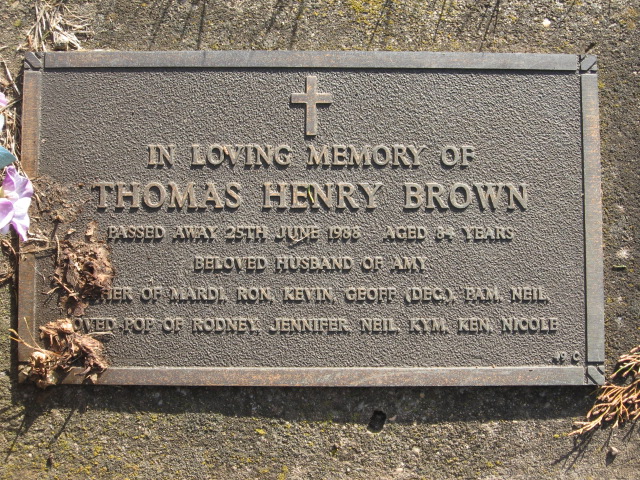 IN LOVING MEMORY OF
THOMAS HENRY BROWN
PASSED AWAY 25TH JUNE 1983 AGED 84 YEARS
BELOVED HUSBAND OF AMY
HER OF MARDI, RON, KEVIN, GEOFF (DEC.), PAM, NEIL
OVED POP OF RODNEY, JENNIFER, NEIL, KYM, KEN, NICOLE